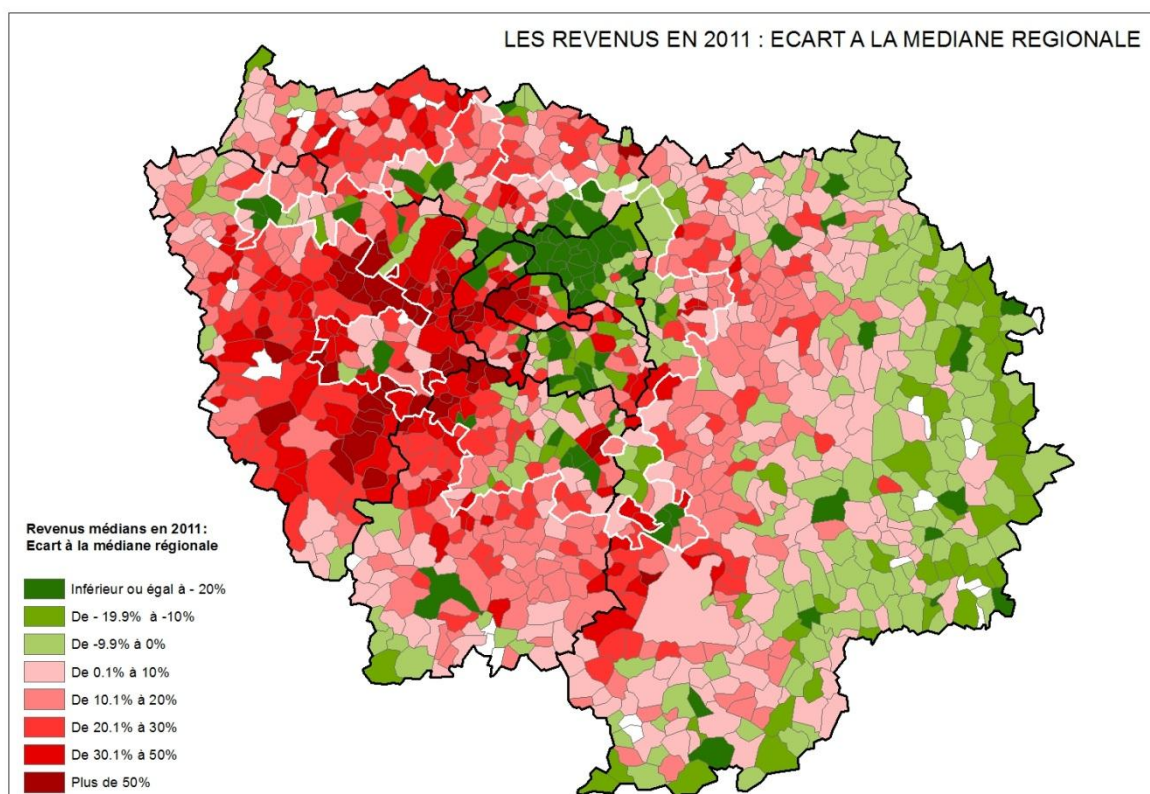 LES REVENUS EN 2011 : ECART A LA MEDIANE REGIONALE
Revenus médians en 2011:
Ecart à la médiane régionale
Inférieur ou égal à - 20%
De - 19.9% à -10%
De -9.9% à 0%
De 0.1% à 10%
De 10.1% à 20%
De 20.1% à 30%
De 30.1% à 50%
Plus de 50%